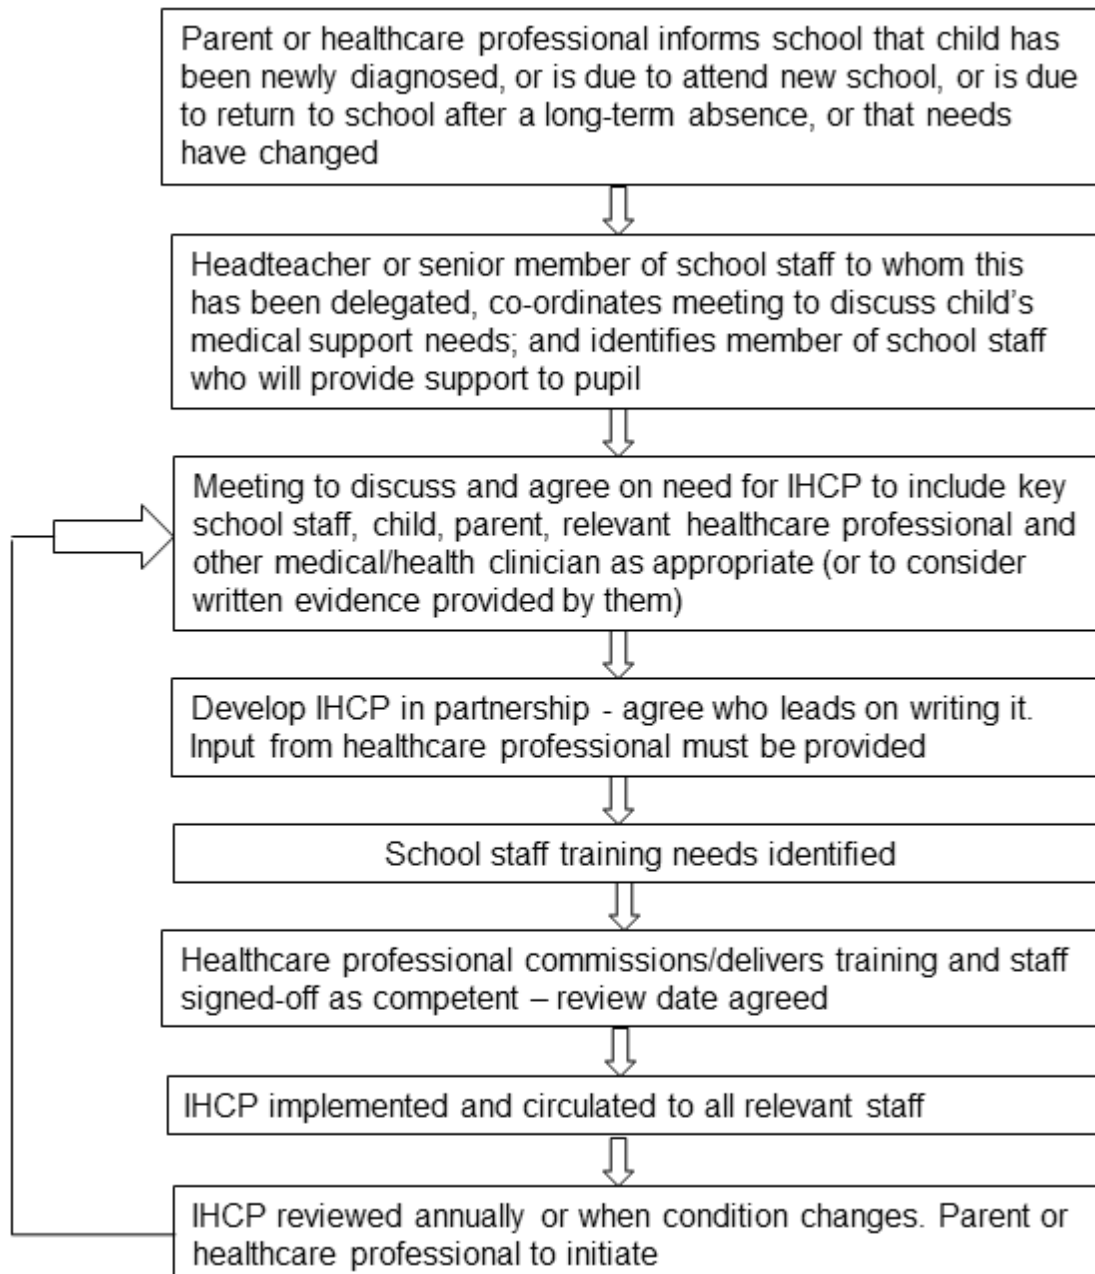 Parent or healthcare professional informs school that child has
been newly diagnosed, or is due to attend new school, or is due
to return to school after a long-term absence, or that needs
have changed
Headteacher or senior member of school staff to whom this
has been delegated, co-ordinates meeting to discuss child's
medical support needs; and identifies member of school staff
who will provide support to pupil
Meeting to discuss and agree on need for IHCP to include key
school staff, child, parent, relevant healthcare professional and
other medical/health clinician as appropriate (or to consider
written evidence provided by them)
Develop IHCP in partnership - agree who leads on writing it.
Input from healthcare professional must be provided
School staff training needs identified
Healthcare professional commissions/delivers training and staff
signed-off as competent – review date agreed
IHCP implemented and circulated to all relevant staff
IHCP reviewed annually or when condition changes. Parent or
healthcare professional to initiate